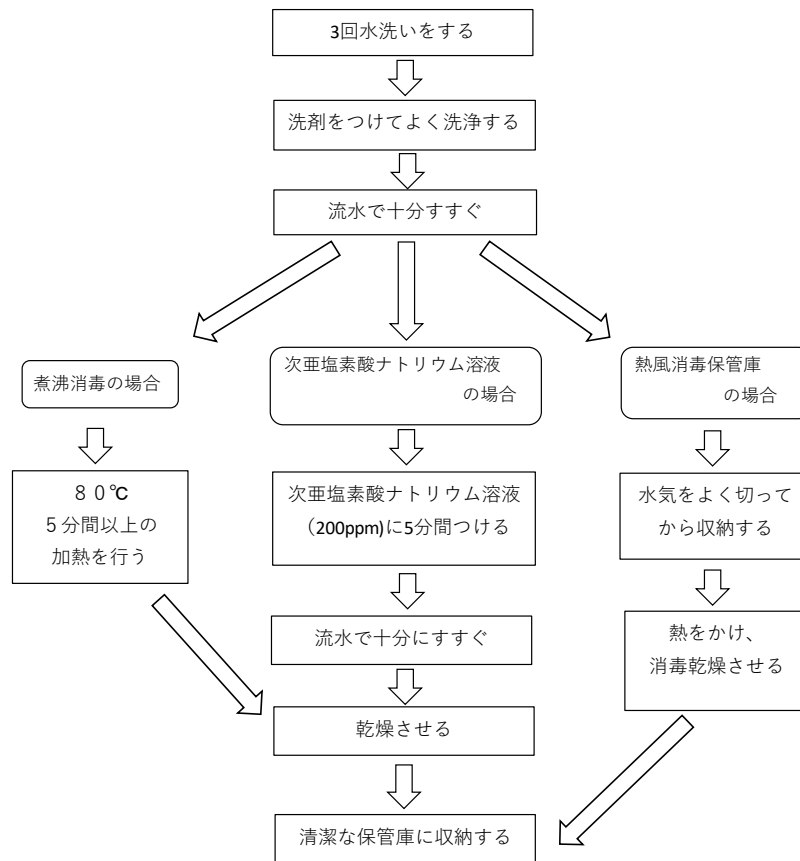 3回水洗いをする
洗剤をつけてよく洗浄する
流水で十分すすぐ
煮沸消毒の場合
次亜塩素酸ナトリウム溶液
の場合
熱風消毒保管庫
の場合
８０℃
５分間以上の
加熱を行う
次亜塩素酸ナトリウム溶液
（200ppm)に5分間つける
水気をよく切って
から収納する
流水で十分にすすぐ
熱をかけ、
消毒乾燥させる
乾燥させる
清潔な保管庫に収納する